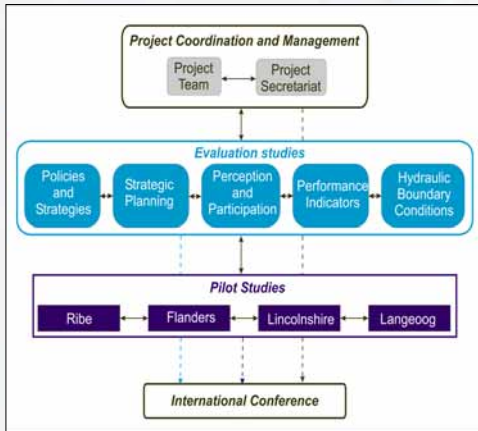 Project Coordination and Management
Project
Team
Project
Secretariat
Evaluation studies
Policies
and
Strategies
Strategic
Planning
Perception
and
Participation
Performance
Indicators
Hydraulic
Boundary
Conditions
Pilot Studies
Ribe
Flanders
Lincolnshire
Langeoog
International Conference